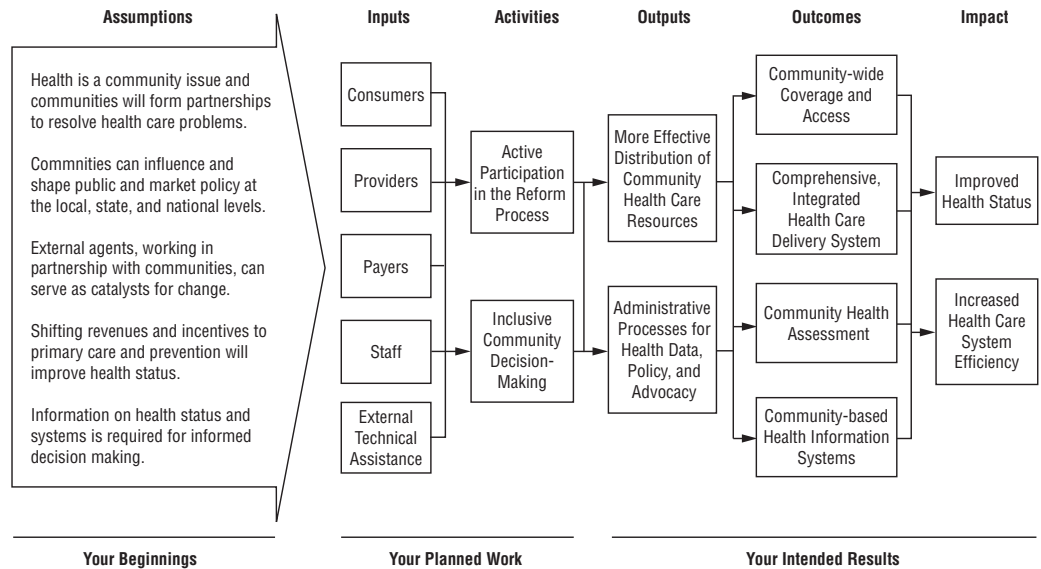 Assumptions
Inputs
Activities
Outputs
Outcomes
Impact
Health is a community issue and
communities will form partnerships
to resolve health care problems.
Commnities can influence and
shape public and market policy at
the local, state, and national levels.
External agents, working in
partnership with communities, can
serve as catalysts for change.
Shifting revenues and incentives to
primary care and prevention will
improve health status.
Information on health status and
systems is required for informed
decision making.
Consumers
Providers
Payers
Staff
External
Technical
Assistance
Active
Participation
in the Reform
Process
Inclusive
Community
Decision-
Making
More Effective
Distribution of
Community
Health Care
Resources
Administrative
Processes for
Health Data,
Policy, and
Advocacy
Community-wide
Coverage and
Access
Comprehensive,
Integrated
Health Care
Delivery System
Community Health
Assessment
Community-based
Health Information
Systems
Improved
Health Status
Increased
Health Care
System
Efficiency
Your Beginnings
Your Planned Work
Your Intended Results